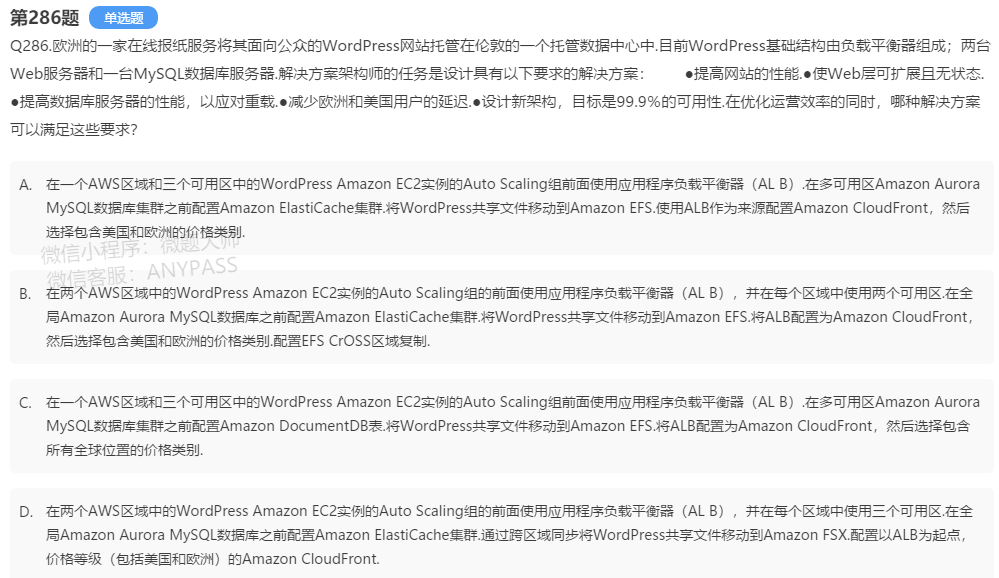 第286题 单选题
Q286.欧洲的一家在线报纸服务将其面向公众的WordPress网站托管在伦敦的一个托管数据中心中.目前WordPress基础结构由负载平衡器组成；两台
Web服务器和一台MySQL数据库服务器.解决方案架构师的任务是设计具有以下要求的解决方案： ●提高网站的性能.●使Web层可扩展且无状态.
●提高数据库服务器的性能，以应对重载.●减少欧洲和美国用户的延迟.●设计新架构，目标是99.9%的可用性.在优化运营效率的同时，哪种解决方案
可以满足这些要求?
A. 在一个AWS区域和三个可用区中的WordPress Amazon EC2实例的Auto Scaling组前面使用应用程序负载平衡器（AL B）.在多可用区Amazon Aurora
MySQL数据库集群之前配置Amazon ElastiCache集群.将WordPress共享文件移动到Amazon EFS.使用ALB作为来源配置Amazon CloudFront，然后
选择包含美国和欧洲的价格类别.
微信小程序：微题大师
微信客服：ANYPASS
B. 在两个AWS区域中的WordPress Amazon EC2实例的Auto Scaling组的前面使用应用程序负载平衡器（AL B），并在每个区域中使用两个可用区.在全
局Amazon Aurora MySQL数据库之前配置Amazon ElastiCache集群.将WordPress共享文件移动到Amazon EFS.将ALB配置为Amazon CloudFront，
然后选择包含美国和欧洲的价格类别.配置EFS CrOSS区域复制.
C. 在一个AWS区域和三个可用区中的WordPress Amazon EC2实例的Auto Scaling组前面使用应用程序负载平衡器（AL B）.在多可用区Amazon Aurora
MySQL数据库集群之前配置Amazon DocumentDB表.将WordPress共享文件移动到Amazon EFS.将ALB配置为Amazon CloudFront，然后选择包含
所有全球位置的价格类别.
D. 在两个AWS区域中的WordPress Amazon EC2实例的Auto Scaling组的前面使用应用程序负载平衡器（AL B），并在每个区域中使用三个可用区.在全
局Amazon Aurora MySQL数据库之前配置Amazon ElastiCache集群.通过跨区域同步将WordPress共享文件移动到Amazon FSX.配置以ALB为起点，
价格等级（包括美国和欧洲）的Amazon CloudFront.